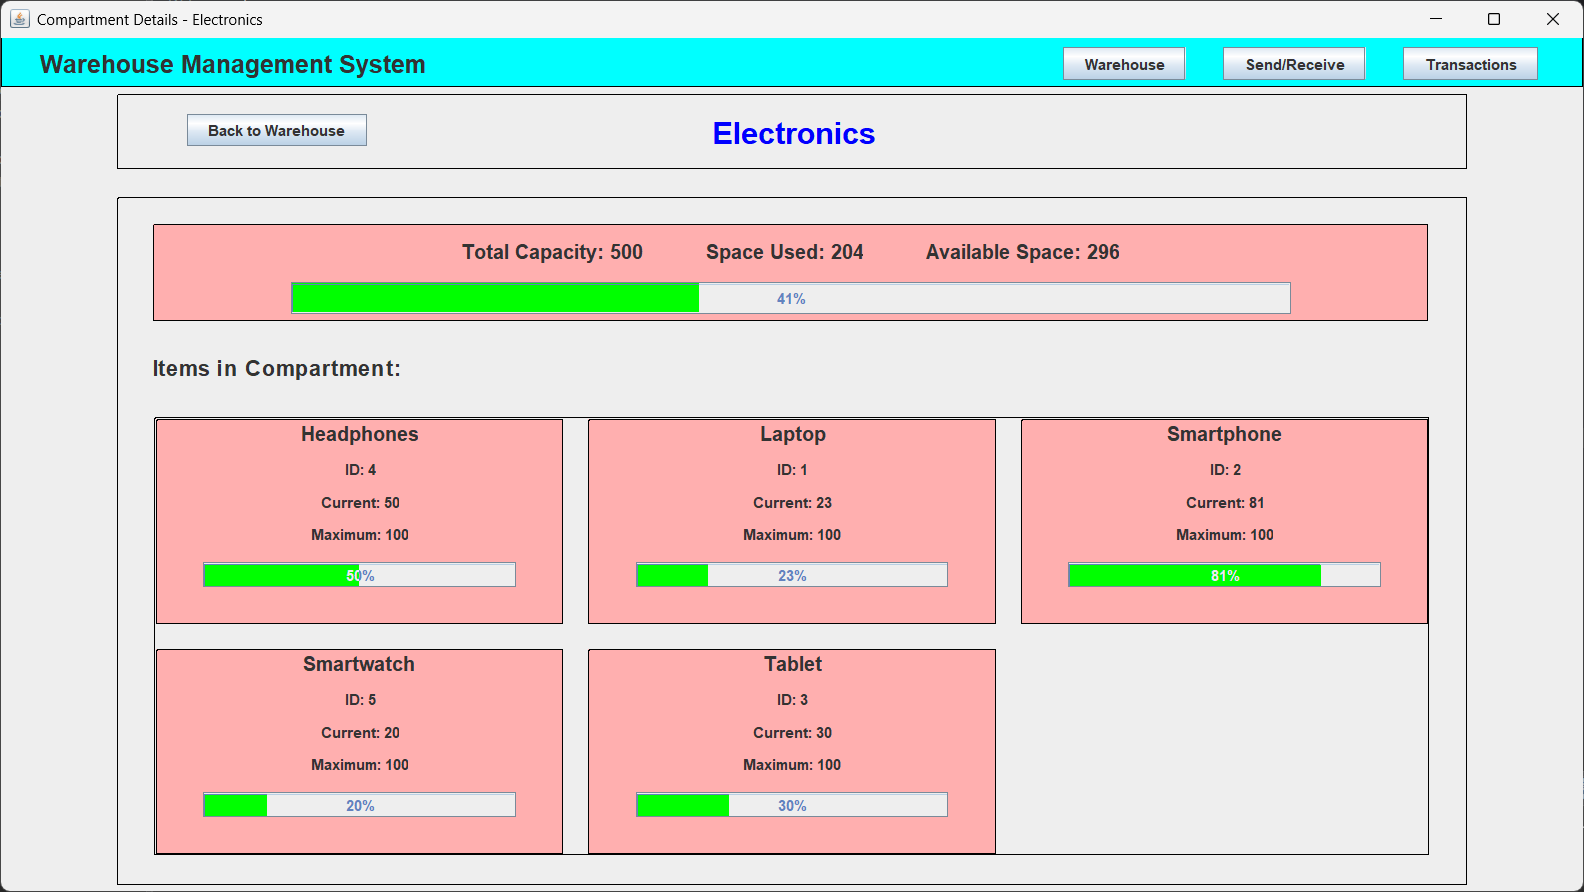 Compartment Details - Electronics
Warehouse Management System
Warehouse
Send/Receive
Transactions
Back to Warehouse
Electronics
Total Capacity: 500
Space Used: 204
Available Space: 296
41%
Items in Compartment:
Headphones
ID: 4
Current: 50
Maximum: 100
50%
Laptop
ID: 1
Current: 23
Maximum: 100
23%
Smartphone
ID: 2
Current: 81
Maximum: 100
81%
Smartwatch
ID: 5
Current: 20
Maximum: 100
20%
Tablet
ID: 3
Current: 30
Maximum: 100
30%